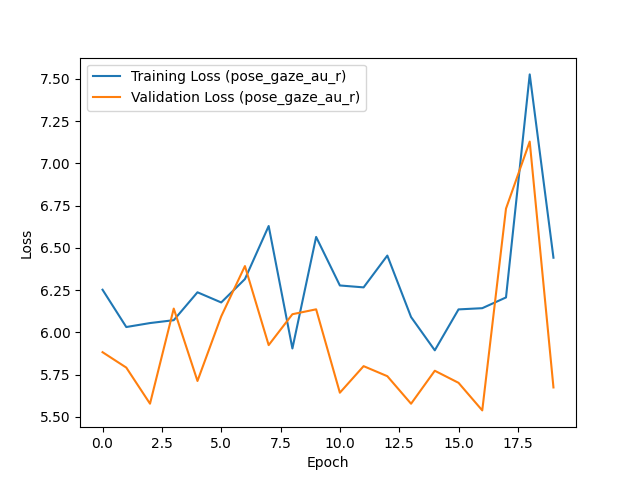 Training Loss (pose_gaze_au_r)
Validation Loss (pose_gaze_au_r)
7.50
7.25
7.00
6.75
6.50
6.25
6.00
5.75
5.50
Loss
0.0 2.5 5.0 7.5 10.0 12.5 15.0 17.5
Epoch